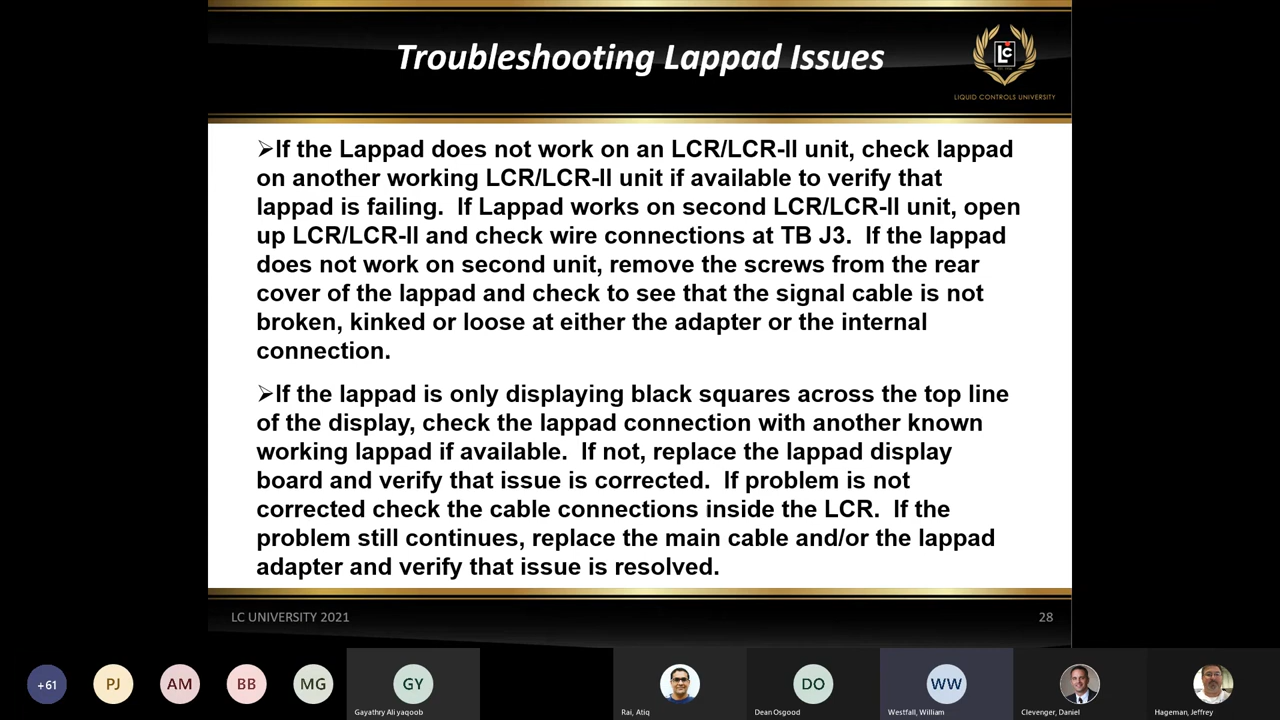 Troubleshooting Lappad Issues
LC
LIQUID CONTROLS UNIVERSITY
➢If the Lappad does not work on an LCR/LCR-II unit, check lappad
on another working LCR/LCR-II unit if available to verify that
lappad is failing.  If Lappad works on second LCR/LCR-II unit, open
up LCR/LCR-II and check wire connections at TB J3.  If the lappad
does not work on second unit, remove the screws from the rear
cover of the lappad and check to see that the signal cable is not
broken, kinked or loose at either the adapter or the internal
connection.
➢If the lappad is only displaying black squares across the top line
of the display, check the lappad connection with another known
working lappad if available.  If not, replace the lappad display
board and verify that issue is corrected.  If problem is not
corrected check the cable connections inside the LCR.  If the
problem still continues, replace the main cable and/or the lappad
adapter and verify that issue is resolved.
LC UNIVERSITY 2021
28
+61
PJ
AM
BB
MG
GY
DO
WW
Gayathry Ali yaqoob
Rai, Atiq
Dean Osgood
Westfall, William
Clevenger, Daniel
Hageman, Jeffrey